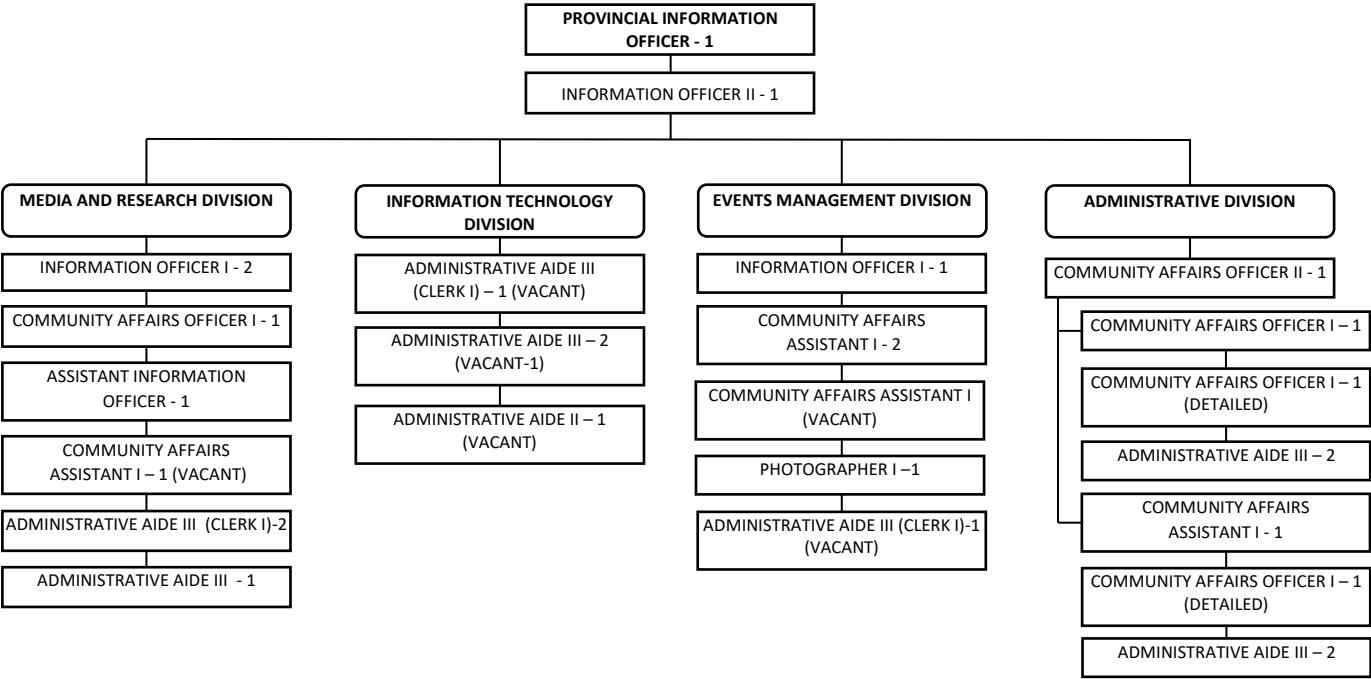 PROVINCIAL INFORMATION
OFFICER - 1
INFORMATION OFFICER II - 1
MEDIA AND RESEARCH DIVISION
INFORMATION OFFICER I - 2
COMMUNITY AFFAIRS OFFICER I - 1
ASSISTANT INFORMATION
OFFICER - 1
COMMUNITY AFFAIRS
ASSISTANT I – 1 (VACANT)
ADMINISTRATIVE AIDE III (CLERK I)-2
ADMINISTRATIVE AIDE III - 1
INFORMATION TECHNOLOGY
DIVISION
ADMINISTRATIVE AIDE III
(CLERK I) – 1 (VACANT)
ADMINISTRATIVE AIDE III – 2
(VACANT-1)
ADMINISTRATIVE AIDE II – 1
(VACANT)
EVENTS MANAGEMENT DIVISION
INFORMATION OFFICER I - 1
COMMUNITY AFFAIRS
ASSISTANT I - 2
COMMUNITY AFFAIRS ASSISTANT I
(VACANT)
PHOTOGRAPHER I –1
ADMINISTRATIVE AIDE III (CLERK I)-1
(VACANT)
ADMINISTRATIVE DIVISION
COMMUNITY AFFAIRS OFFICER II - 1
COMMUNITY AFFAIRS OFFICER I – 1
COMMUNITY AFFAIRS OFFICER I – 1
(DETAILED)
ADMINISTRATIVE AIDE III – 2
COMMUNITY AFFAIRS
ASSISTANT I - 1
COMMUNITY AFFAIRS OFFICER I – 1
(DETAILED)
ADMINISTRATIVE AIDE III – 2